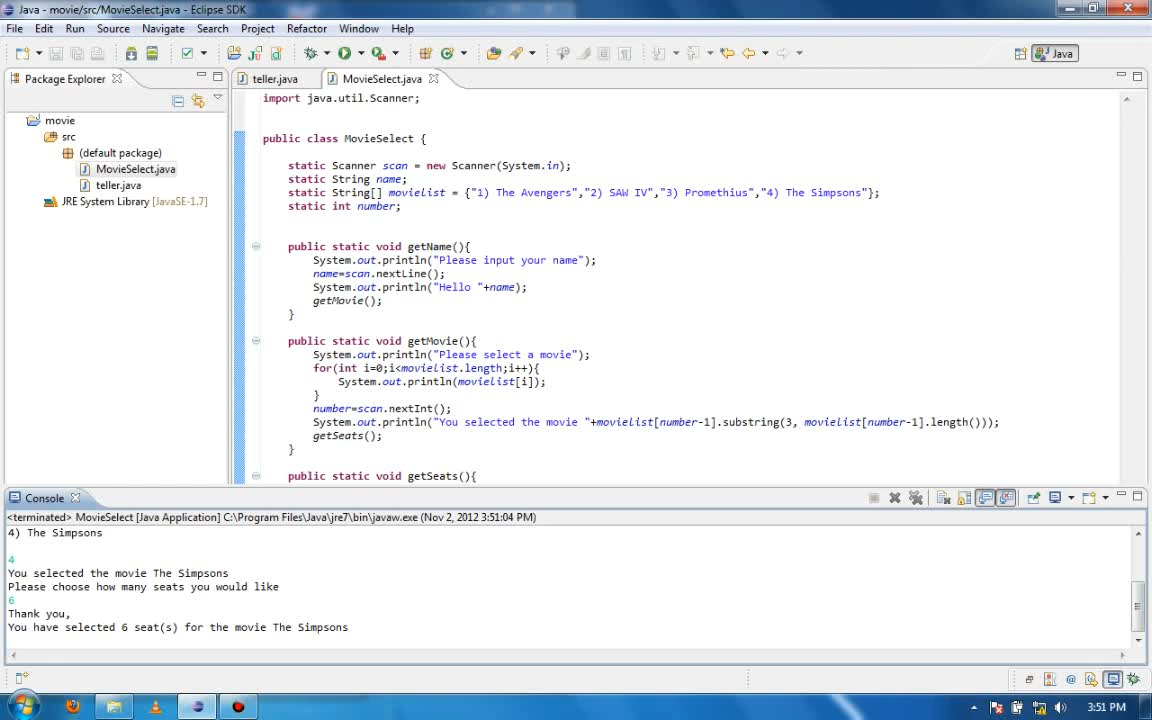 Java - movie/src/MovieSelect.java - Eclipse SDK
File Edit Run Source Navigate Search Project Refactor Window Help
Java
Package Explorer
teller.java
MovieSelect.java
movie
src
(default package)
MovieSelect.java
teller.java
JRE System Library [JavaSE-1.7]
import java.util.Scanner;
public class MovieSelect {
static Scanner scan = new Scanner(System.in);
static String name;
static String[] movielist = {"1) The Avengers","2) SAW IV","3) Promethius","4) The Simpsons"};
static int number;
public static void getName(){
System.out.println("Please input your name");
name=scan.nextLine();
System.out.println("Hello "+name);
getMovie();
}
public static void getMovie(){
System.out.println("Please select a movie");
for(int i=0;i<movielist.length;i++){
System.out.println(movielist[i]);
}
number=scan.nextInt();
System.out.println("You selected the movie "+movielist[number-1].substring(3, movielist[number-1].length()));
getSeats();
}
public static void getSeats(){
Console
<terminated> MovieSelect [Java Application] C:\Program Files\Java\jre7\bin\javaw.exe (Nov 2, 2012 3:51:04 PM)
4) The Simpsons
4
You selected the movie The Simpsons
Please choose how many seats you would like
6
Thank you,
You have selected 6 seat(s) for the movie The Simpsons
3:51 PM